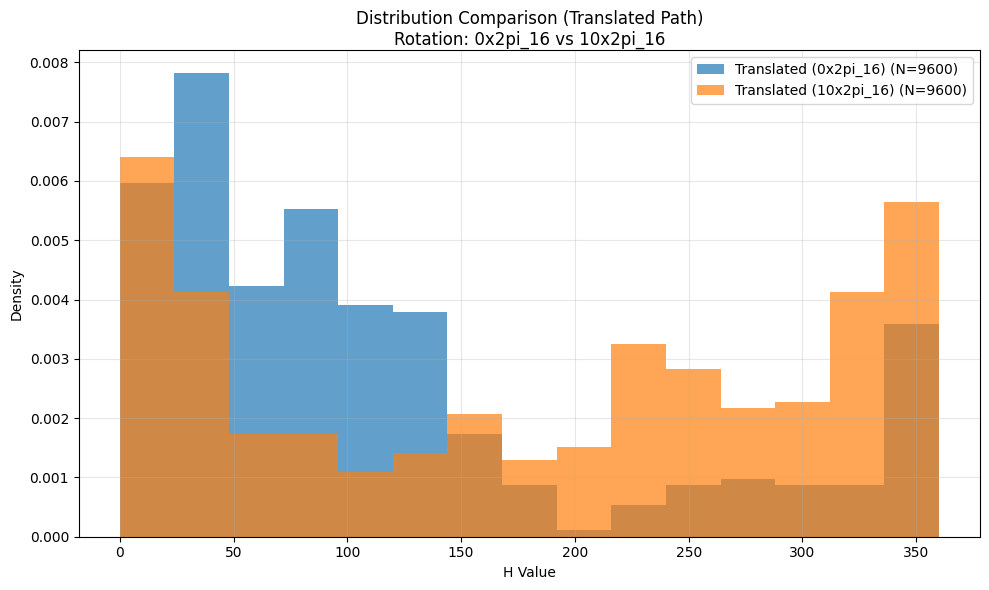 Distribution Comparison (Translated Path)
Rotation: 0x2pi_16 vs 10x2pi_16
Translated (0x2pi_16) (N=9600)
Translated (10x2pi_16) (N=9600)
Density
0.008
0.007
0.006
0.005
0.004
0.003
0.002
0.001
0.000
0 50 100 150 200 250 300 350
H Value